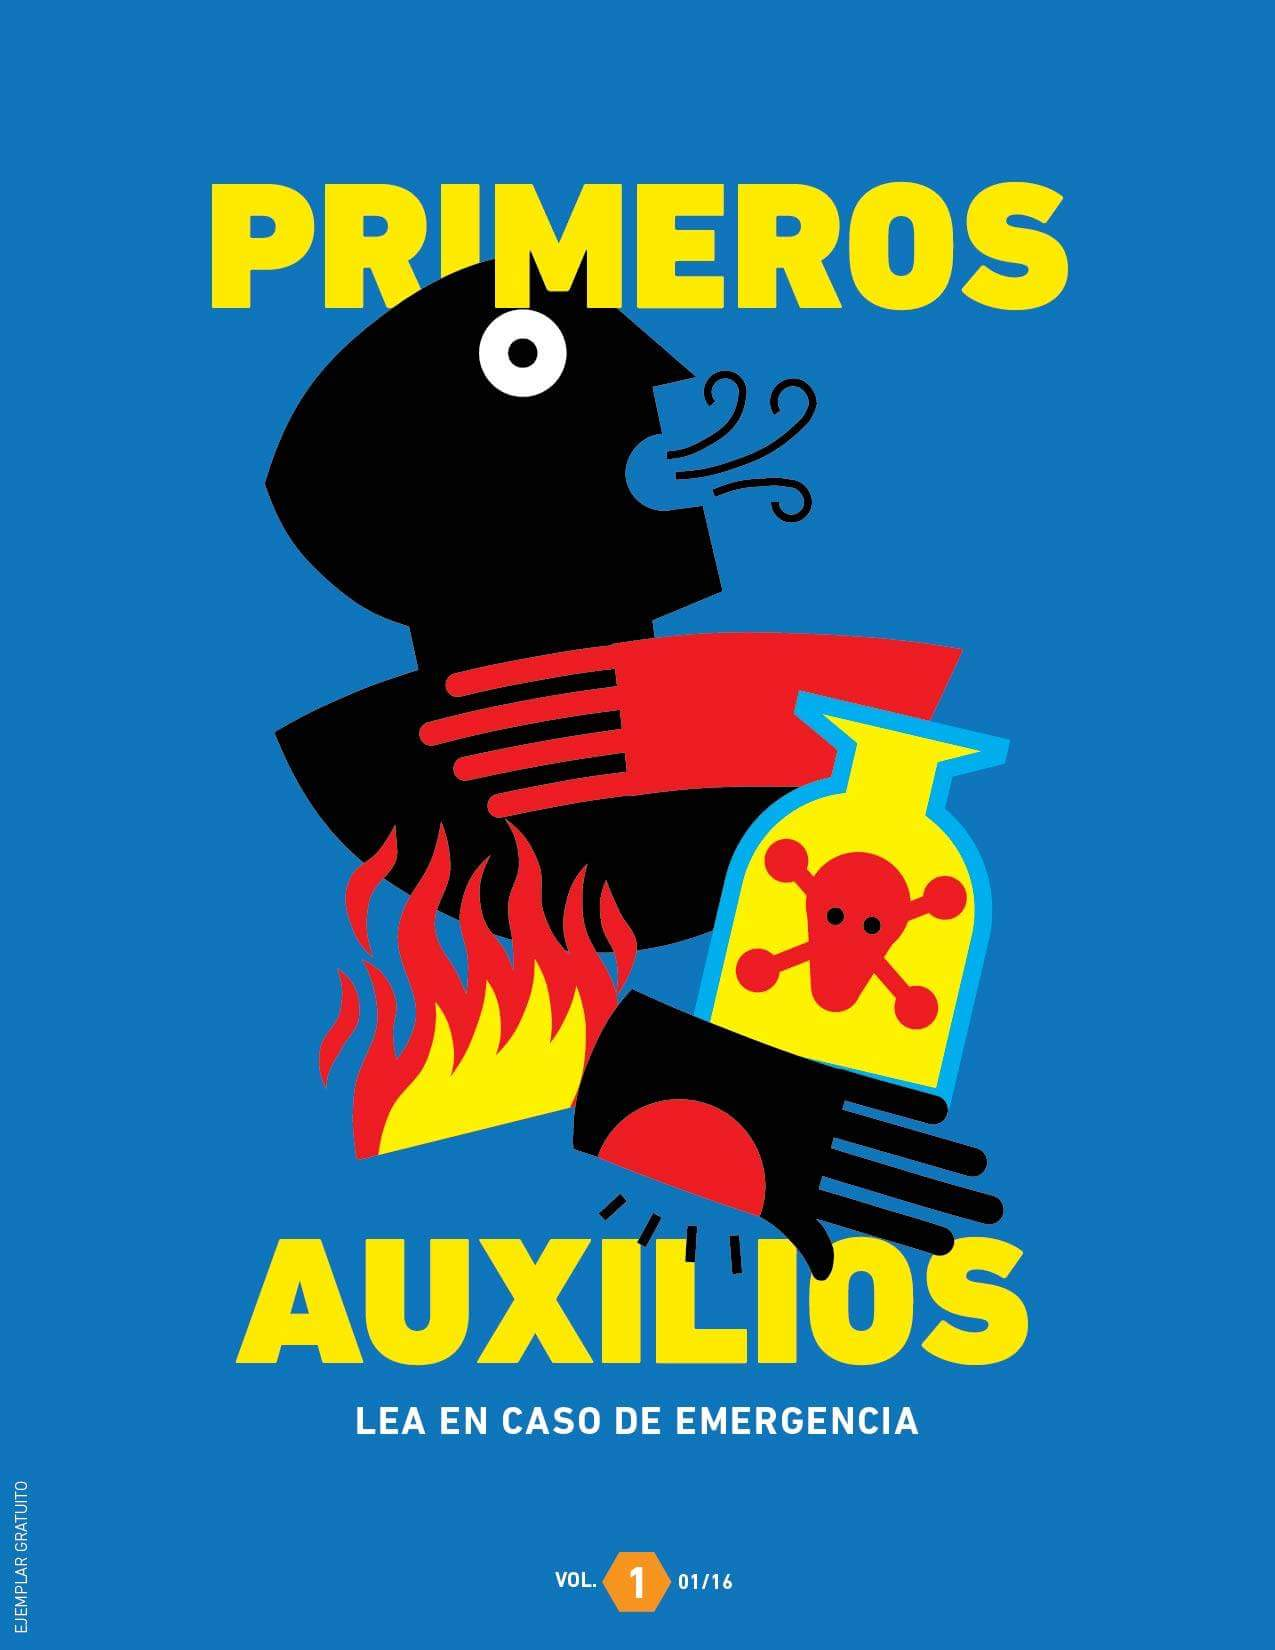 PRIMEROS
AUXILIOS
LEA EN CASO DE EMERGENCIA
EJEMPLAR GRATUITO
VOL. 1 01/16